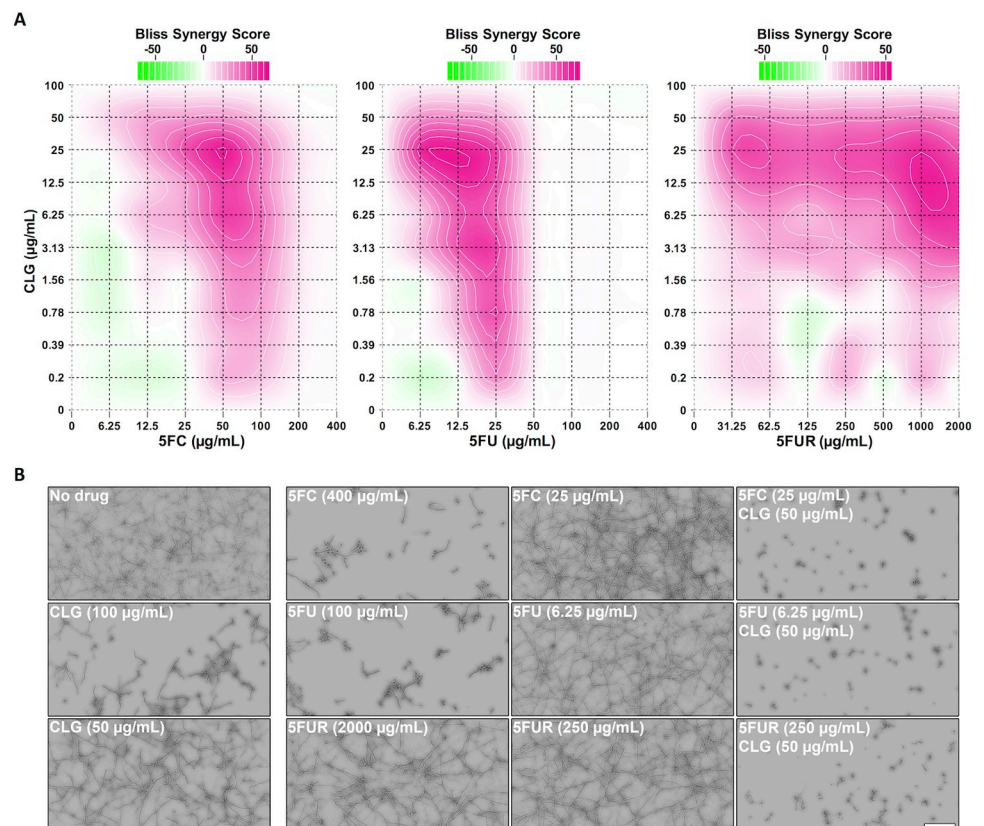 A
Bliss Synergy Score
-50 0 50
Bliss Synergy Score
-50 0 50
Bliss Synergy Score
-50 0 50
CLG (µg/mL)
100
50
25
12.5
6.25
3.13
1.56
0.78
0.39
0.2
0
0 6.25 12.5 25 50 100 200 400
5FC (µg/mL)
100
50
25
12.5
6.25
3.13
1.56
0.78
0.39
0.2
0
0 6.25 12.5 25 50 100 200 400
5FU (µg/mL)
100
50
25
12.5
6.25
3.13
1.56
0.78
0.39
0.2
0
0 31.25 62.5 125 250 500 1000 2000
5FUR (µg/mL)
B
No drug
5FC (400 µg/mL)
5FC (25 µg/mL)
5FC (25 µg/mL)
CLG (50 µg/mL)
CLG (100 µg/mL)
5FU (100 µg/mL)
5FU (6.25 µg/mL)
5FU (6.25 µg/mL)
CLG (50 µg/mL)
CLG (50 µg/mL)
5FUR (2000 µg/mL)
5FUR (250 µg/mL)
5FUR (250 µg/mL)
CLG (50 µg/mL)